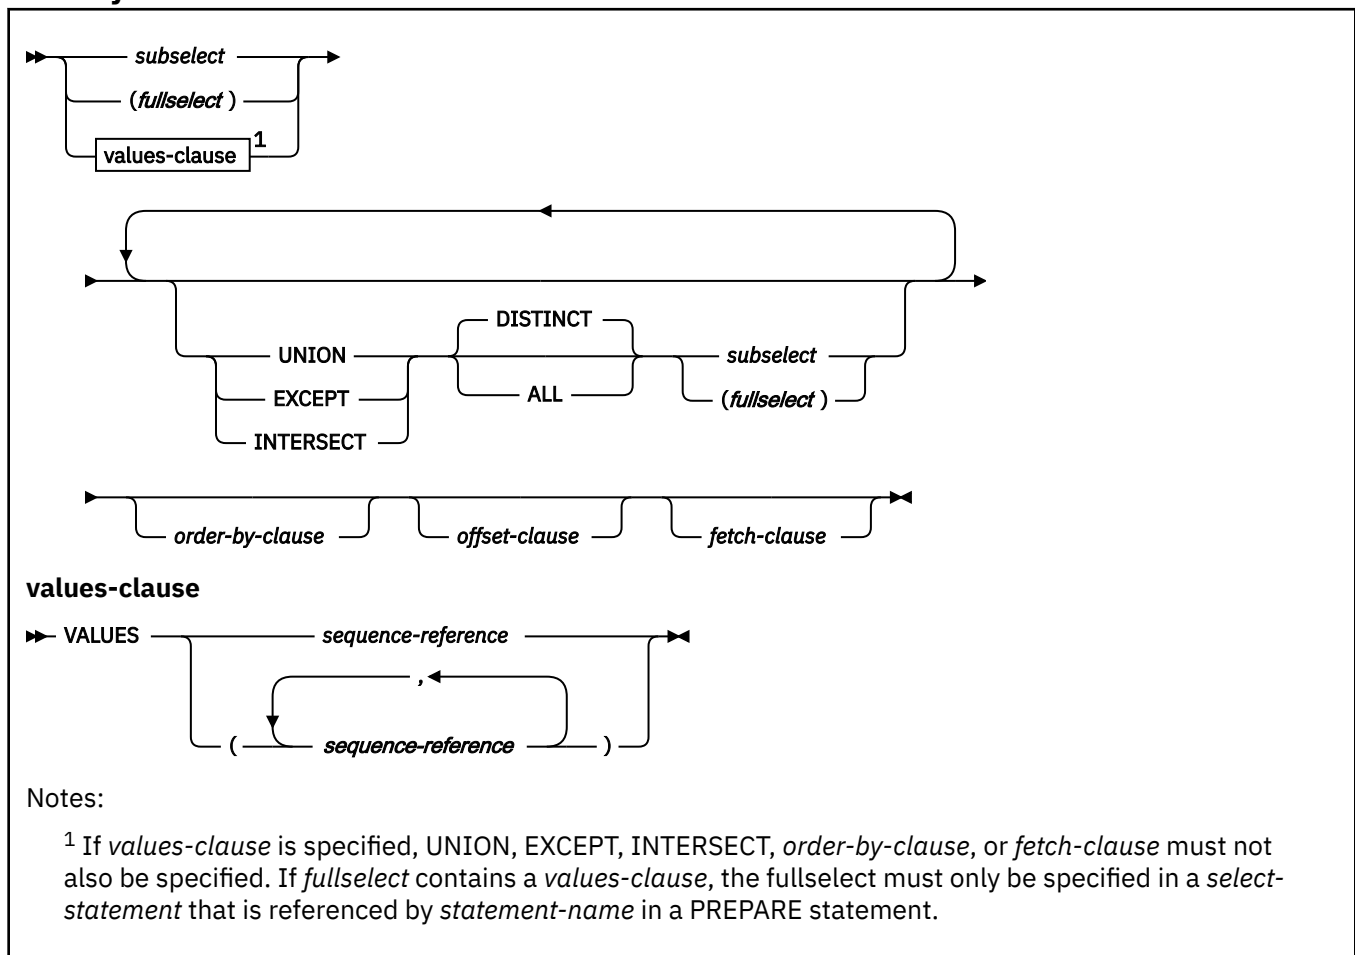 subselect
(fullselect)
values-clause 1
DISTINCT
UNION
subselect
EXCEPT
ALL
(fullselect)
INTERSECT
order-by-clause
offset-clause
fetch-clause
values-clause
VALUES
sequence-reference
,
( sequence-reference )
Notes:
1 If values-clause is specified, UNION, EXCEPT, INTERSECT, order-by-clause, or fetch-clause must not
also be specified. If fullselect contains a values-clause, the fullselect must only be specified in a select-
statement that is referenced by statement-name in a PREPARE statement.